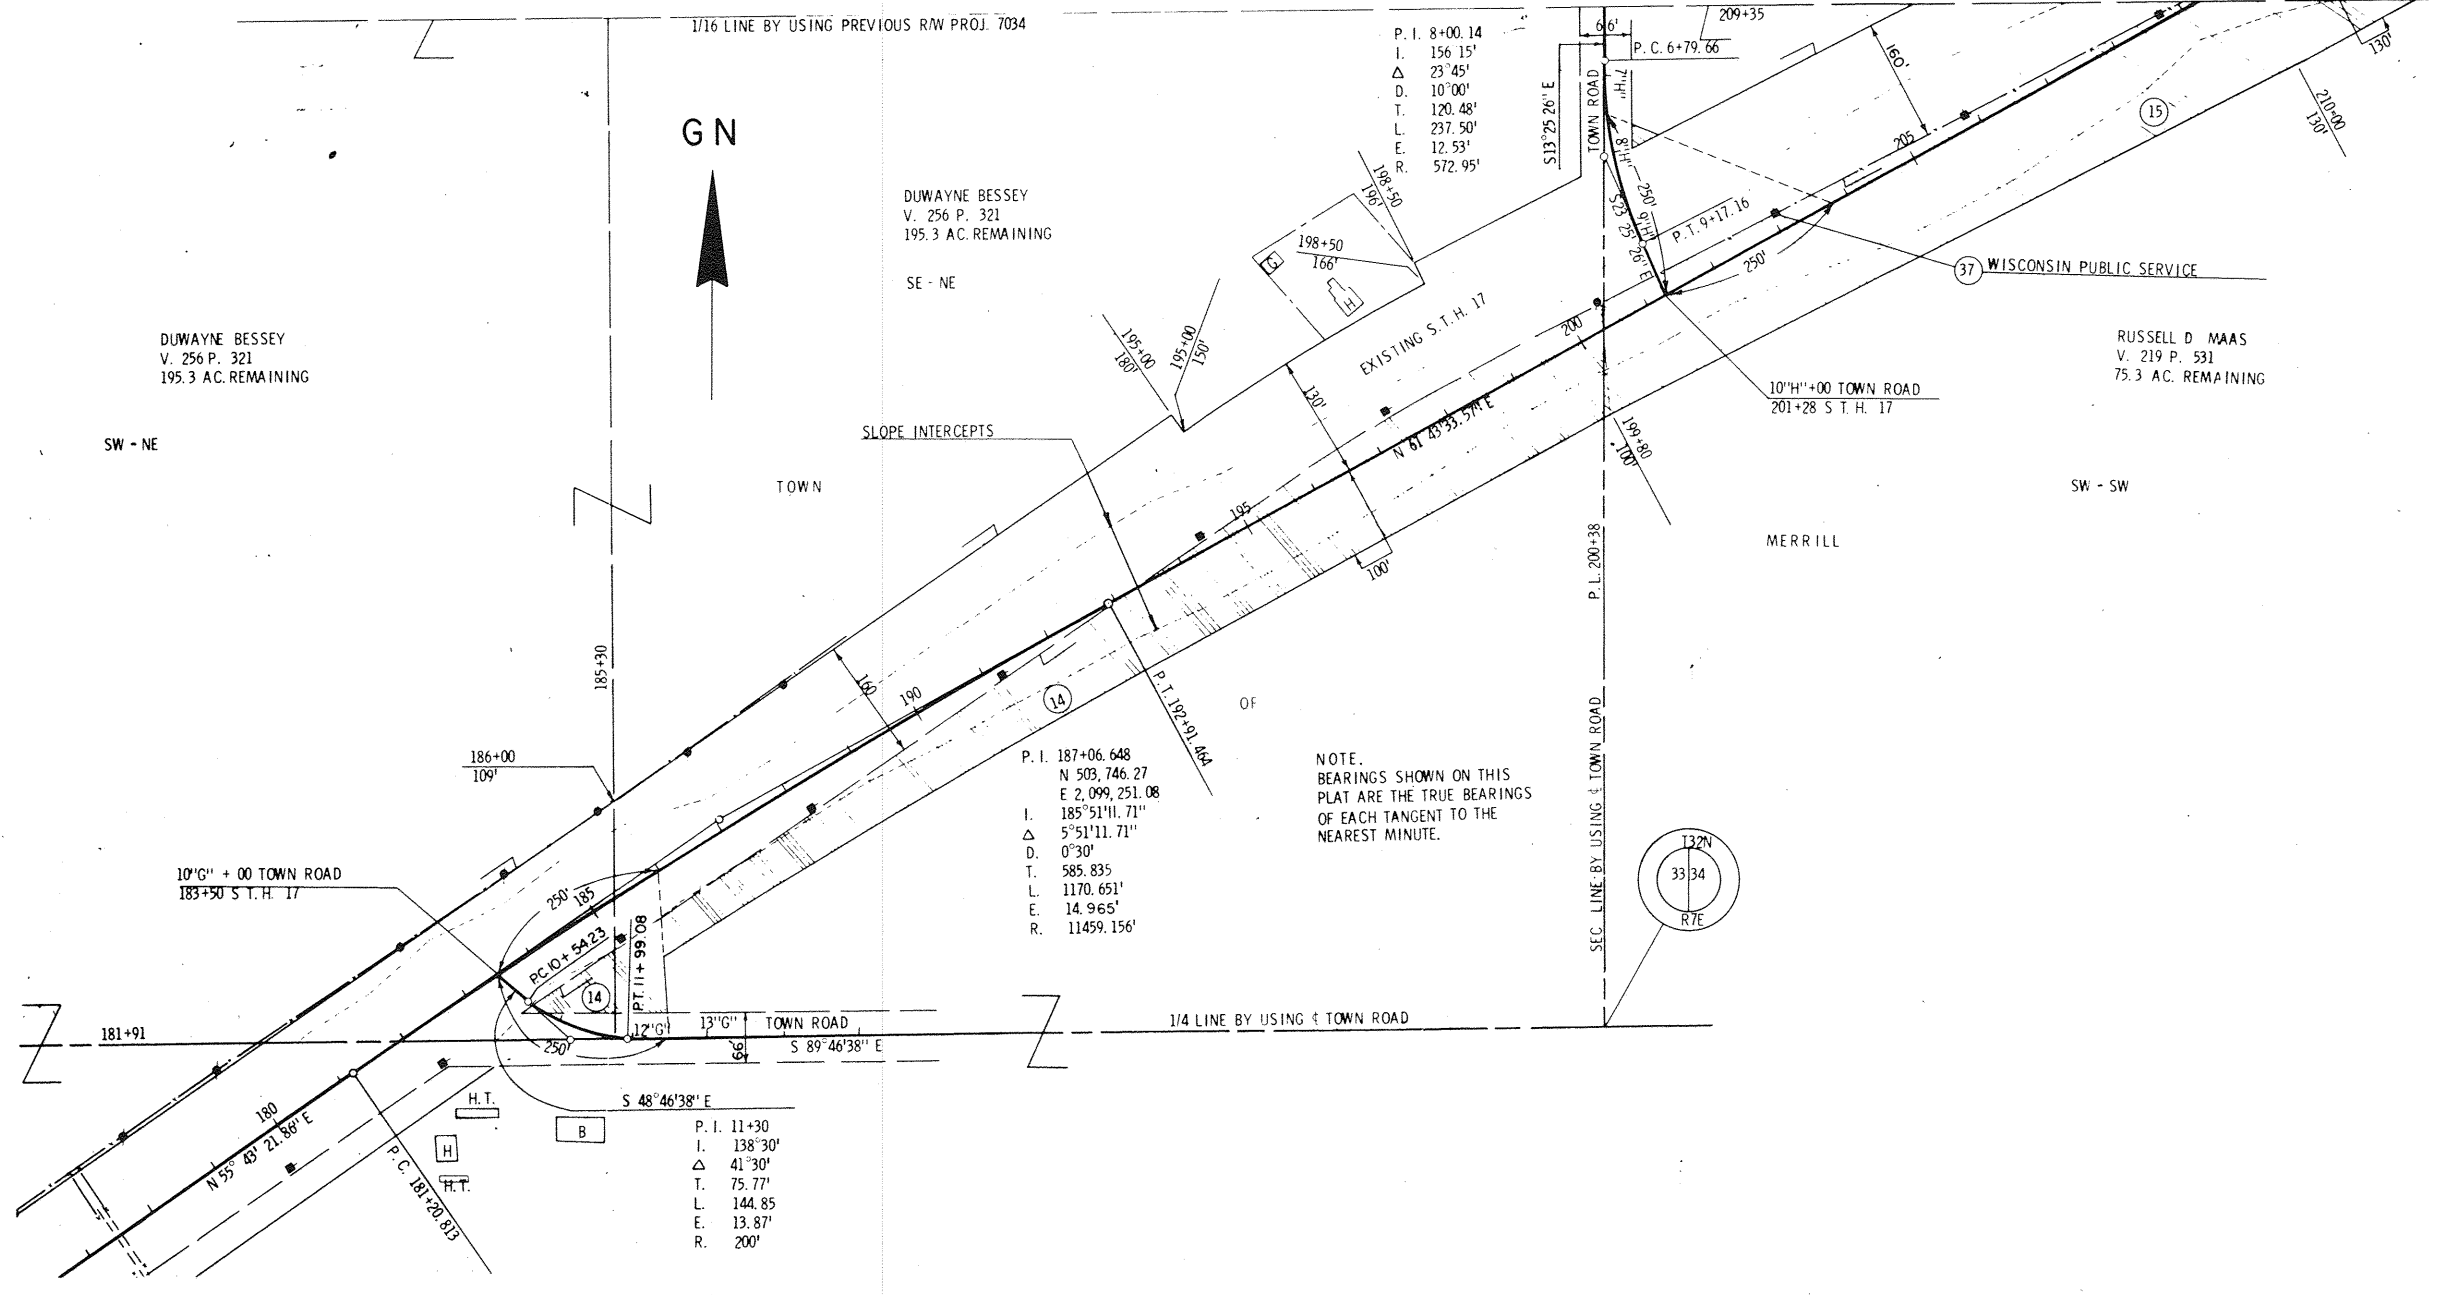 1/16 LINE BY USING PREVIOUS R/W PROJ. 7034
GN
DUWAYNE BESSEY
V. 256 P. 321
195.3 AC. REMAINING
SW - NE
DUWAYNE BESSEY
V. 256 P. 321
195.3 AC. REMAINING
SE - NE
P. I. 8+00.14
I. 156 15'
Δ 23°45'
D. 10°00'
T. 120.48'
L. 237.50'
E. 12.53'
R. 572.95'
66'
209+35
P.C. 6+79.66
S13°25 26" E
TOWN ROAD
7"H"
8"H"
250'
9"H"
S23 25' 26" E
P.T. 9+17.16
160'
205
15
130'
210+00
130'
198+50
196'
198+50
166'
G
H
250'
37 WISCONSIN PUBLIC SERVICE
EXISTING S.T.H. 17
200
195+00
180'
195+00
150'
130'
RUSSELL D MAAS
V. 219 P. 531
75.3 AC. REMAINING
10"H"+00 TOWN ROAD
201+28 S T. H. 17
SLOPE INTERCEPTS
N 61 43'33.57" E
199+80
100'
SW - SW
TOWN
195
MERRILL
100'
P.L. 200+38
185+30
160
190
14
P.T. 192+91.464
OF
186+00
109'
P. I. 187+06.648
N 503,746.27
E 2,099,251.08
I. 185°51'11.71"
Δ 5°51'11.71"
D. 0°30'
T. 585.835
L. 1170.651'
E. 14.965'
R. 11459.156'
NOTE.
BEARINGS SHOWN ON THIS
PLAT ARE THE TRUE BEARINGS
OF EACH TANGENT TO THE
NEAREST MINUTE.
SEC LINE BY USING ℄ TOWN ROAD
T32N
33 34
R7E
10"G" + 00 TOWN ROAD
183+50 S T. H. 17
250'
185
P.C. 10+54.23
P.T. 11+99.08
14
12"G"
13"G"
TOWN ROAD
1/4 LINE BY USING ℄ TOWN ROAD
181+91
250'
66'
S 89°46'38" E
S 48°46'38" E
H.T.
B
H
H.T.
180
N 55° 43' 21.86" E
P.C. 181+20.813
P. I. 11+30
I. 138°30'
Δ 41°30'
T. 75.77'
L. 144.85
E. 13.87'
R. 200'